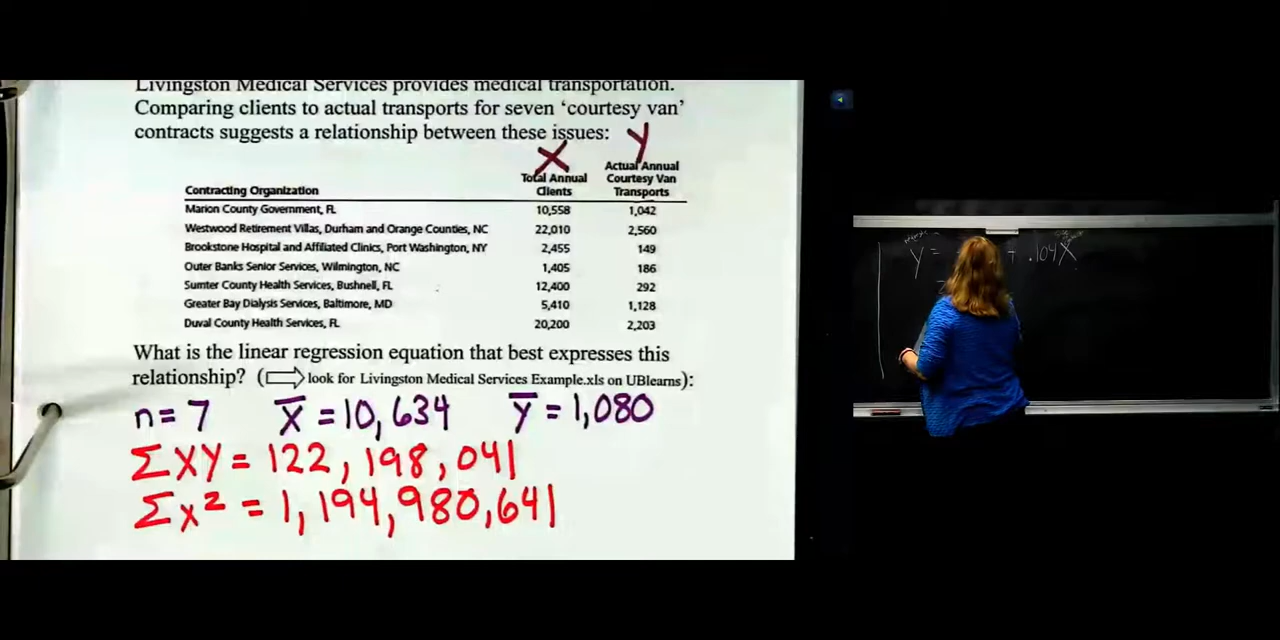 Livingston Medical Services provides medical transportation.
Comparing clients to actual transports for seven ‘courtesy van’
contracts suggests a relationship between these issues:
X Y
Contracting Organization Total Annual Clients Actual Annual Courtesy Van Transports
Marion County Government, FL 10,558 1,042
Westwood Retirement Villas, Durham and Orange Counties, NC 22,010 2,560
Brookstone Hospital and Affiliated Clinics, Port Washington, NY 2,455 149
Outer Banks Senior Services, Wilmington, NC 1,405 186
Sumter County Health Services, Bushnell, FL 12,400 292
Greater Bay Dialysis Services, Baltimore, MD 5,410 1,128
Duval County Health Services, FL 20,200 2,203
What is the linear regression equation that best expresses this
relationship? (⇨ look for Livingston Medical Services Example.xls on UBlearns):
n = 7 X̅ = 10,634 Y̅ = 1,080
ΣXY = 122,198,041
Σx² = 1,194,980,641
y = + .104X